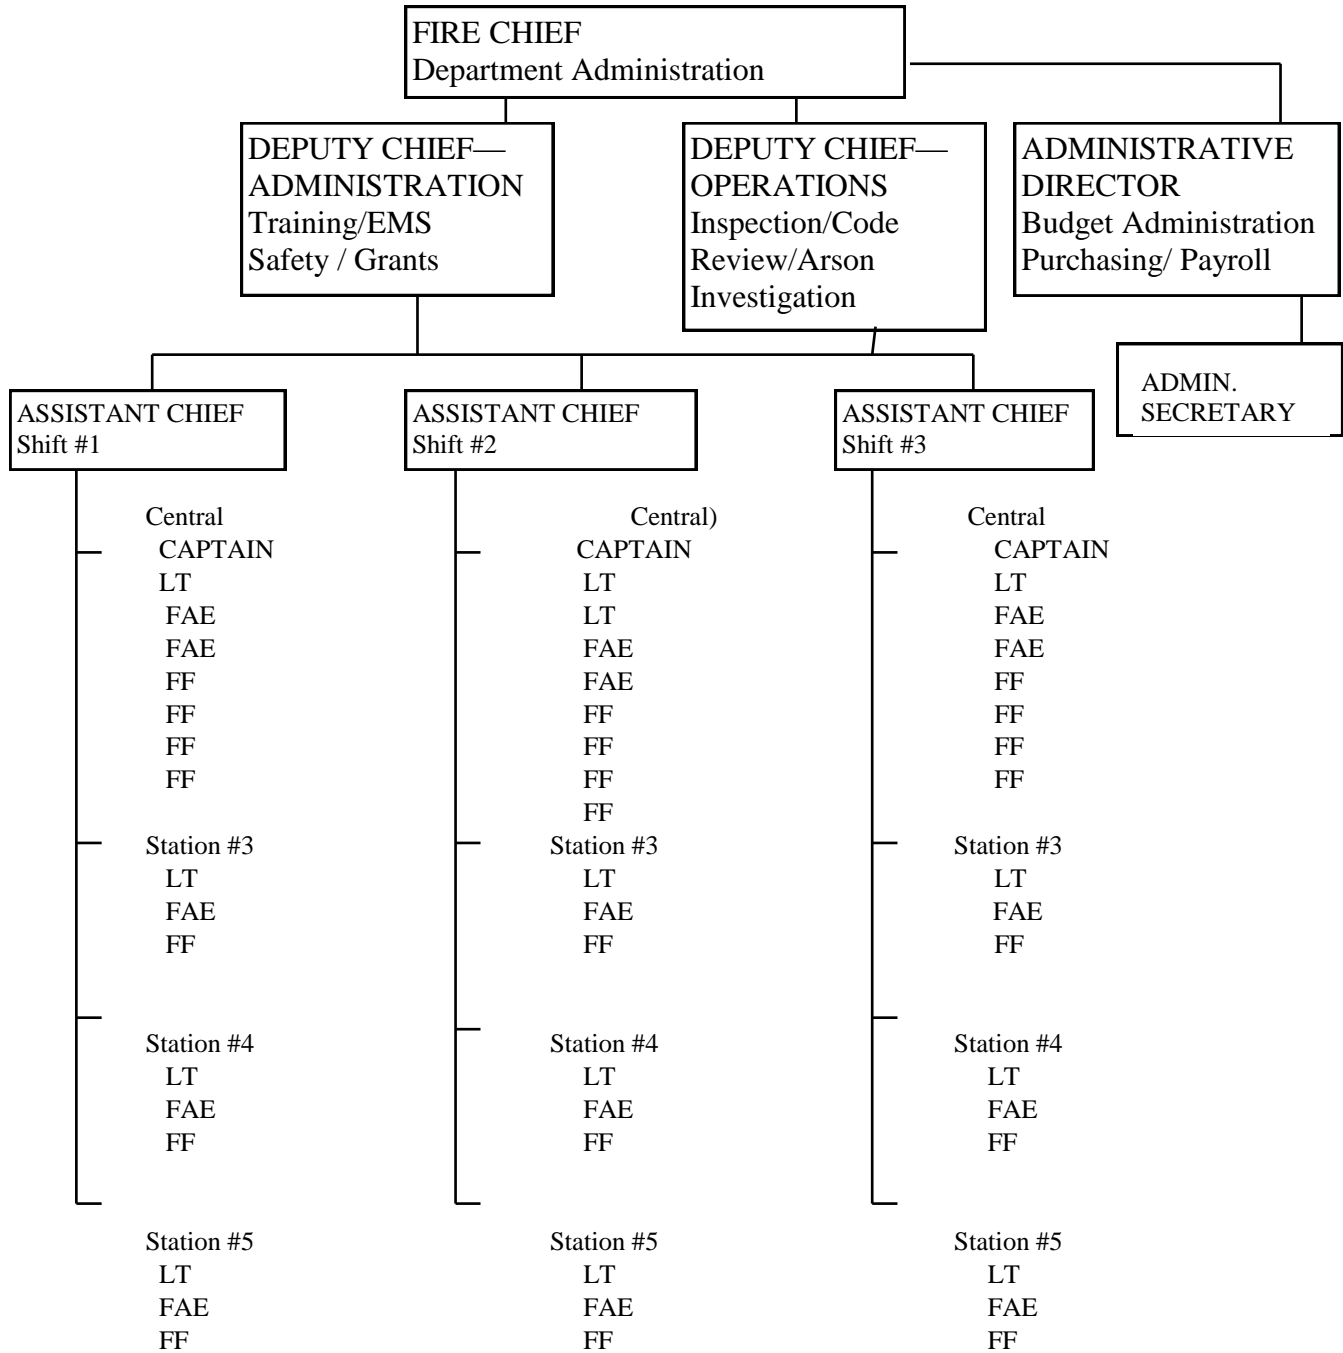 FIRE CHIEF
Department Administration
DEPUTY CHIEF—
ADMINISTRATION
Training/EMS
Safety / Grants
DEPUTY CHIEF—
OPERATIONS
Inspection/Code
Review/Arson
Investigation
ADMINISTRATIVE
DIRECTOR
Budget Administration
Purchasing/ Payroll
ADMIN.
SECRETARY
ASSISTANT CHIEF
Shift #1
Central
CAPTAIN
LT
FAE
FAE
FF
FF
FF
FF
Station #3
LT
FAE
FF
Station #4
LT
FAE
FF
Station #5
LT
FAE
FF
ASSISTANT CHIEF
Shift #2
Central)
CAPTAIN
LT
LT
FAE
FAE
FF
FF
FF
FF
Station #3
LT
FAE
FF
Station #4
LT
FAE
FF
Station #5
LT
FAE
FF
ASSISTANT CHIEF
Shift #3
Central
CAPTAIN
LT
FAE
FAE
FF
FF
FF
FF
Station #3
LT
FAE
FF
Station #4
LT
FAE
FF
Station #5
LT
FAE
FF